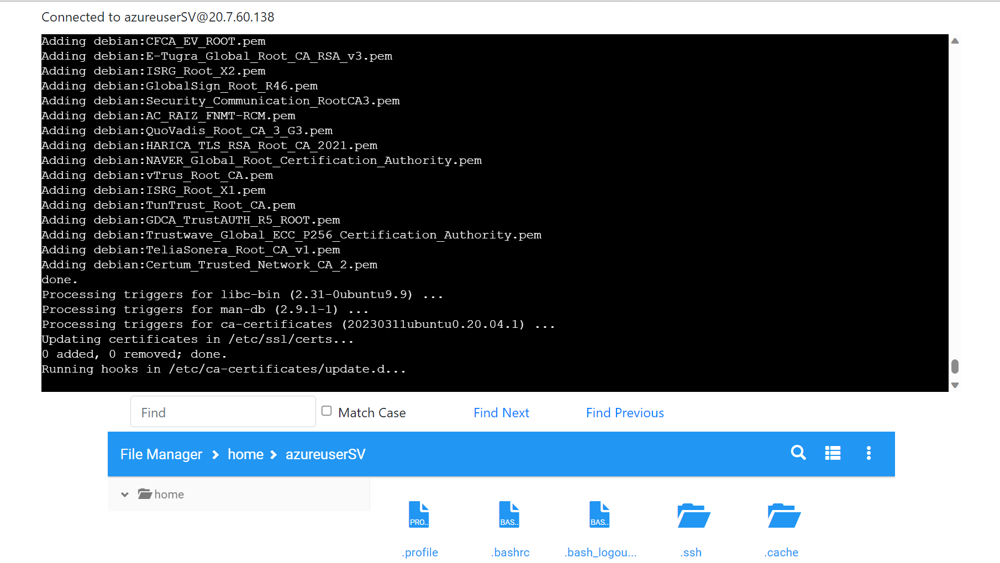 Connected to azureuserSV@20.7.60.138
Adding debian:CFCA_EV_ROOT.pem
Adding debian:E-Tugra_Global_Root_CA_RSA_v3.pem
Adding debian:ISRG_Root_X2.pem
Adding debian:GlobalSign_Root_R46.pem
Adding debian:Security_Communication_RootCA3.pem
Adding debian:AC_RAIZ_FNMT-RCM.pem
Adding debian:QuoVadis_Root_CA_3_G3.pem
Adding debian:HARICA_TLS_RSA_Root_CA_2021.pem
Adding debian:NAVER_Global_Root_Certification_Authority.pem
Adding debian:vTrus_Root_CA.pem
Adding debian:ISRG_Root_X1.pem
Adding debian:TunTrust_Root_CA.pem
Adding debian:GDCA_TrustAUTH_R5_ROOT.pem
Adding debian:Trustwave_Global_ECC_P256_Certification_Authority.pem
Adding debian:TeliaSonera_Root_CA_v1.pem
Adding debian:Certum_Trusted_Network_CA_2.pem
done.
Processing triggers for libc-bin (2.31-0ubuntu9.9) ...
Processing triggers for man-db (2.9.1-1) ...
Processing triggers for ca-certificates (20230311ubuntu0.20.04.1) ...
Updating certificates in /etc/ssl/certs...
0 added, 0 removed; done.
Running hooks in /etc/ca-certificates/update.d...
Find Match Case Find Next Find Previous
File Manager > home > azureuserSV
home
PRO.. BAS.. BAS..
.profile .bashrc .bash_logou... .ssh .cache